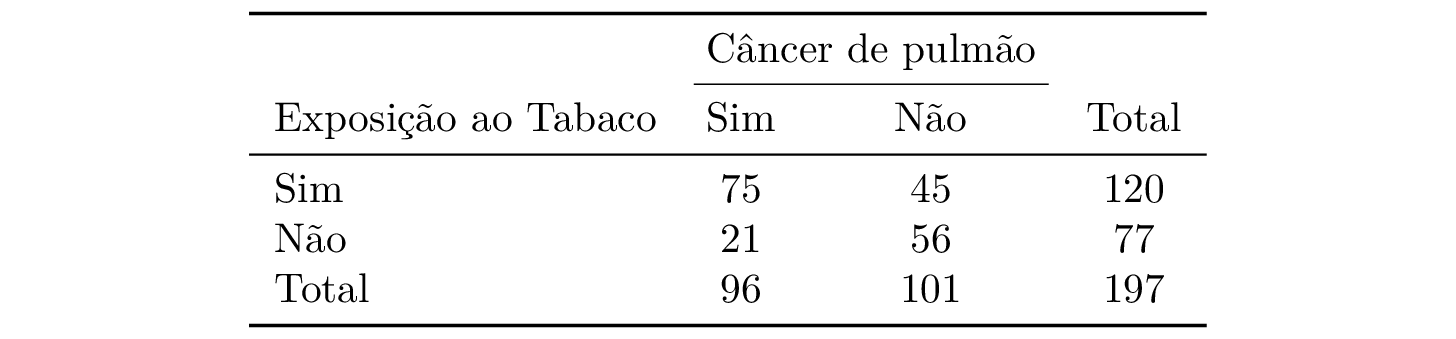 Câncer de pulmão
Exposição ao Tabaco Sim Não Total
Sim 75 45 120
Não 21 56 77
Total 96 101 197